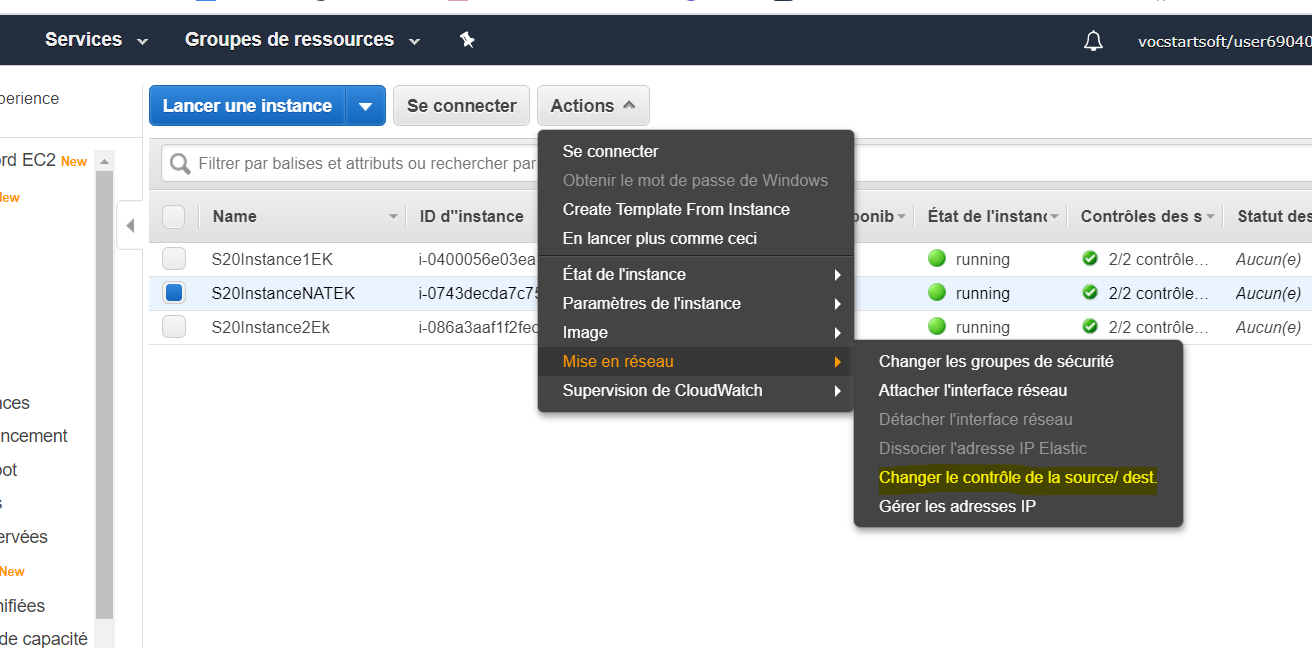 Services
Groupes de ressources
vocstartsoft/user69040
perience
Lancer une instance
Se connecter
Actions
ord EC2 New
ew
Filtrer par balises et attributs ou rechercher par
Name
ID d"instance
ponib
État de l'instanc
Contrôles des s
Statut des
S20Instance1EK
i-0400056e03ea
running
2/2 contrôle…
Aucun(e)
S20InstanceNATEK
i-0743decda7c75
running
2/2 contrôle…
Aucun(e)
S20Instance2Ek
i-086a3aaf1f2fec
running
2/2 contrôle…
Aucun(e)
Se connecter
Obtenir le mot de passe de Windows
Create Template From Instance
En lancer plus comme ceci
État de l'instance
Paramètres de l'instance
Image
Mise en réseau
Supervision de CloudWatch
Changer les groupes de sécurité
Attacher l'interface réseau
Détacher l'interface réseau
Dissocier l'adresse IP Elastic
Changer le contrôle de la source/ dest.
Gérer les adresses IP
nces
ncement
pot
s
ervées
New
nifiées
de capacité